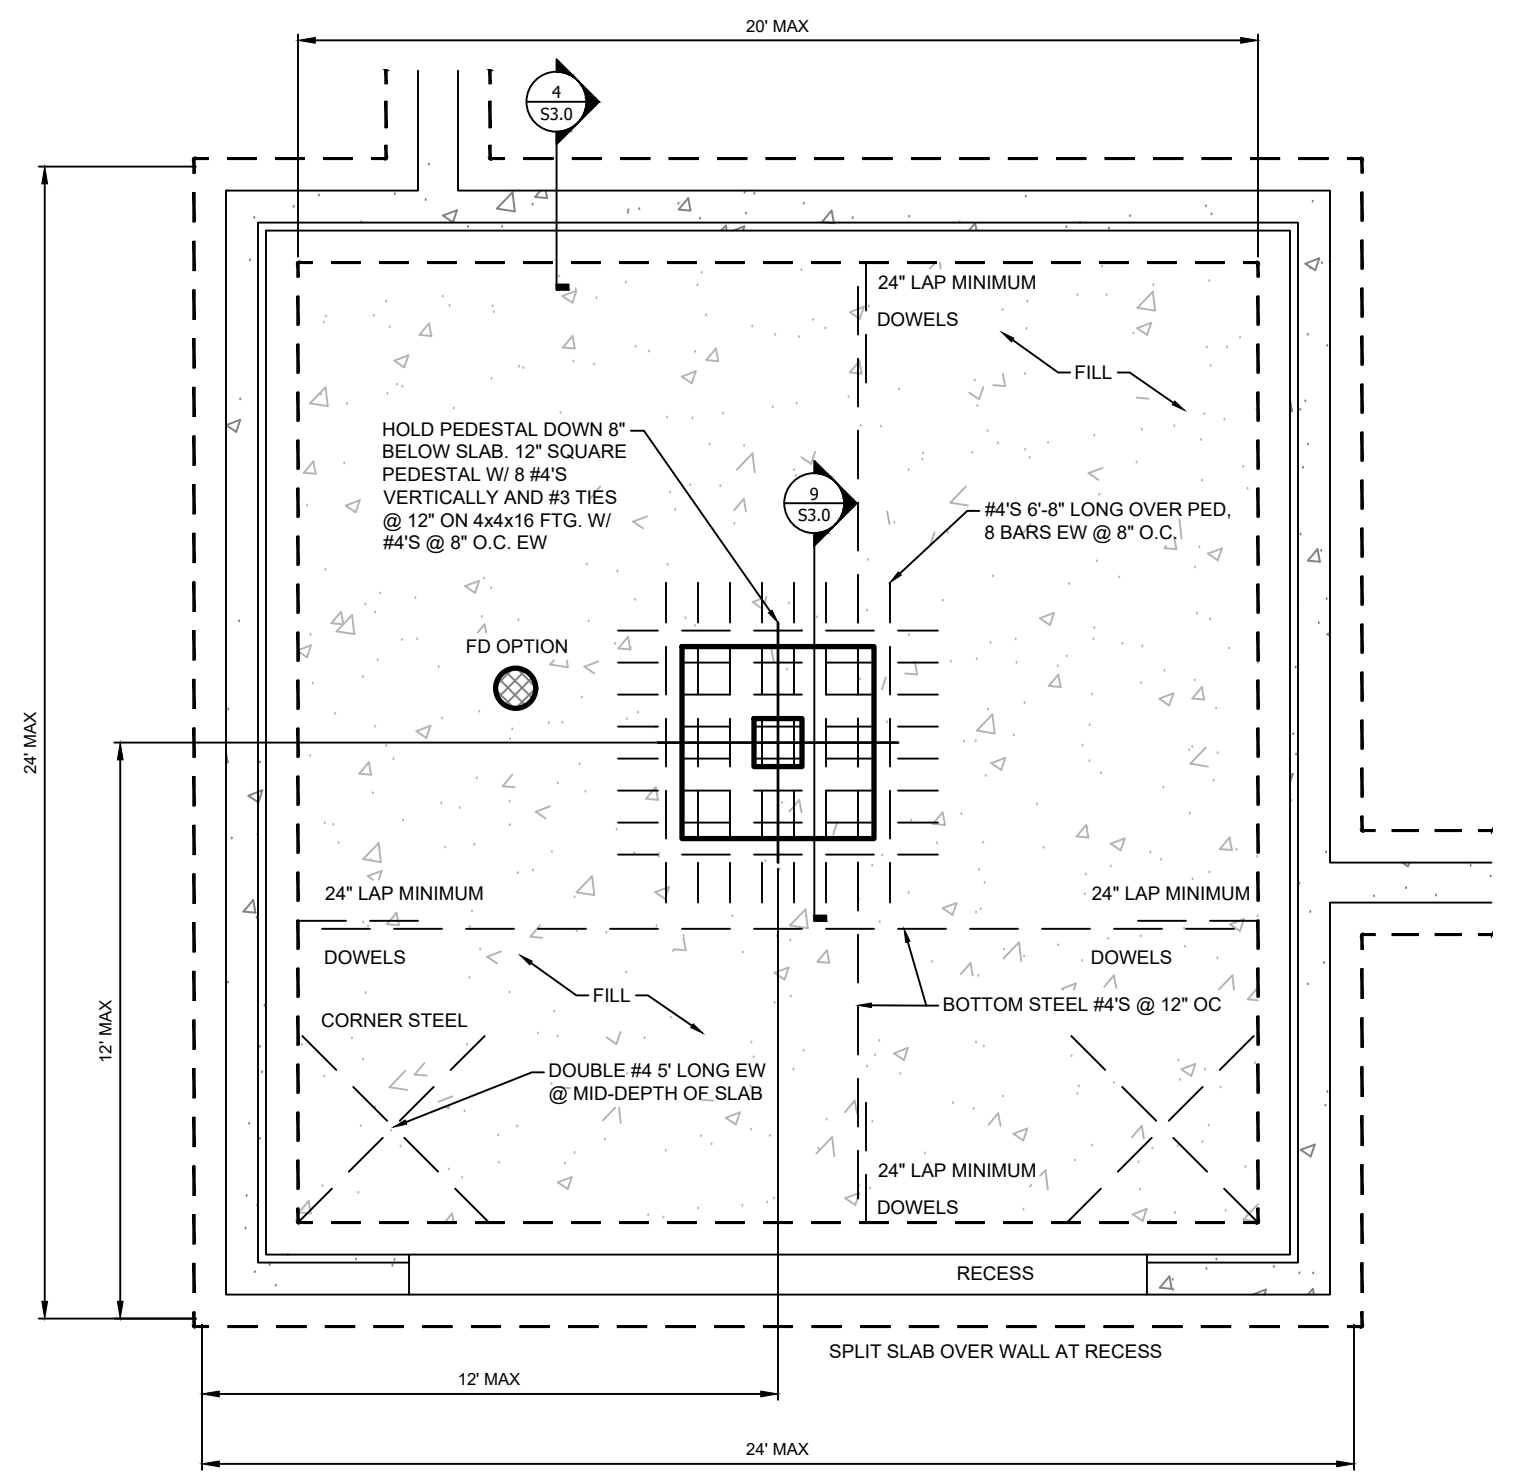 20' MAX
4
S3.0
24" LAP MINIMUM
DOWELS
FILL
HOLD PEDESTAL DOWN 8"
BELOW SLAB. 12" SQUARE
PEDESTAL W/ 8 #4'S
VERTICALLY AND #3 TIES
@ 12" ON 4x4x16 FTG. W/
#4'S @ 8" O.C. EW
9
S3.0
#4'S 6'-8" LONG OVER PED,
8 BARS EW @ 8" O.C.
FD OPTION
24' MAX
24" LAP MINIMUM
DOWELS
24" LAP MINIMUM
DOWELS
FILL
BOTTOM STEEL #4'S @ 12" OC
12' MAX
CORNER STEEL
DOUBLE #4 5' LONG EW
@ MID-DEPTH OF SLAB
24" LAP MINIMUM
DOWELS
RECESS
SPLIT SLAB OVER WALL AT RECESS
12' MAX
24' MAX